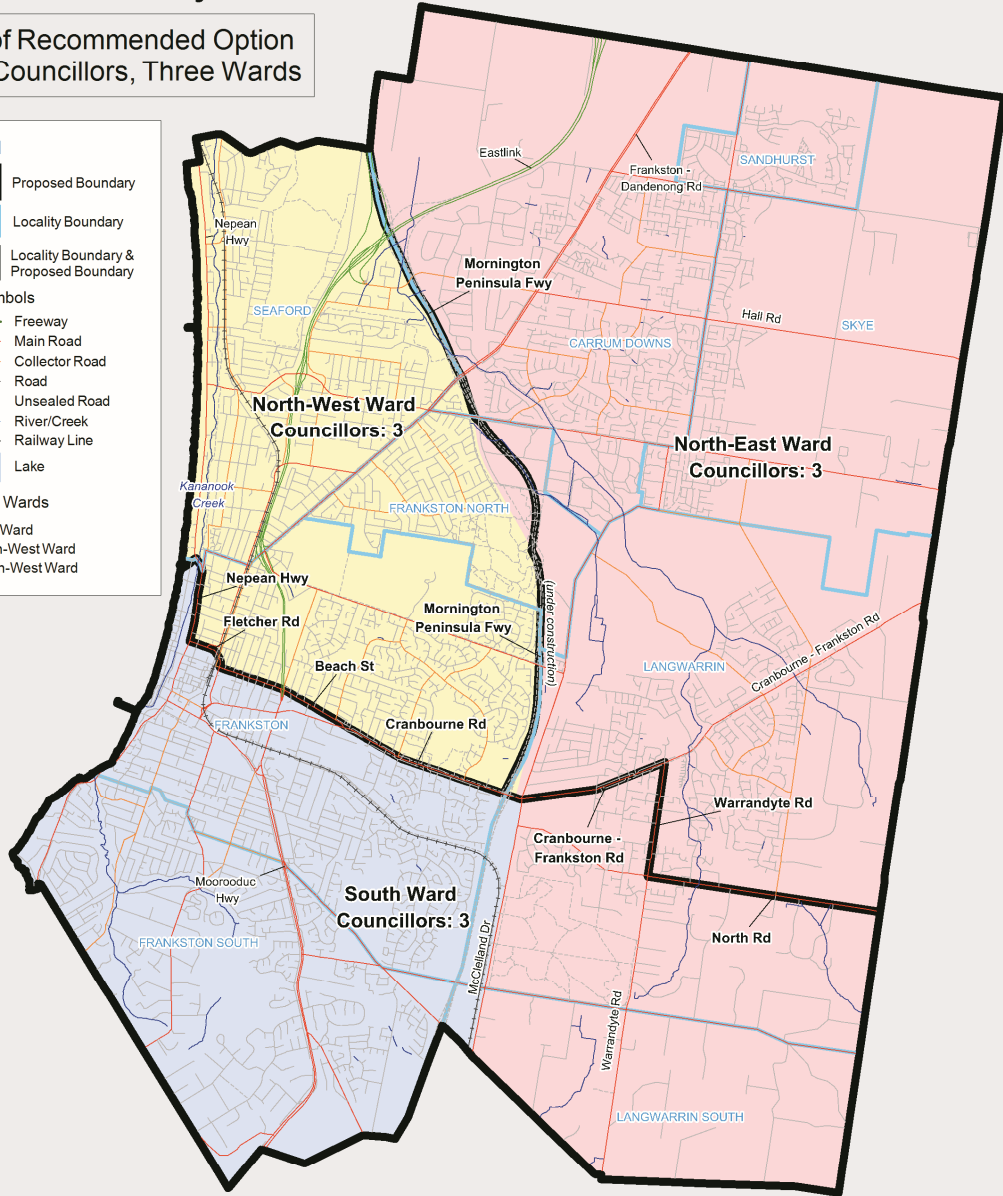 of Recommended Option
Councillors, Three Wards
Proposed Boundary
Locality Boundary
Locality Boundary &
Proposed Boundary
Freeway
Main Road
Collector Road
Road
Unsealed Road
River/Creek
Railway Line
Lake
Wards
Ward
-West Ward
-West Ward
Eastlink
Frankston -
Dandenong Rd
SANDHURST
Nepean
Hwy
Mornington
Peninsula Fwy
SEAFORD
Hall Rd
SKYE
CARRUM DOWNS
North-West Ward
Councillors: 3
North-East Ward
Councillors: 3
Kananook
Creek
FRANKSTON NORTH
Nepean Hwy
Fletcher Rd
Mornington
Peninsula Fwy
(under construction)
Beach St
LANGWARRIN
Cranbourne - Frankston Rd
FRANKSTON
Cranbourne Rd
Warrandyte Rd
Cranbourne -
Frankston Rd
Moorooduc
Hwy
South Ward
Councillors: 3
FRANKSTON SOUTH
McClelland Dr
North Rd
Warrandyte Rd
LANGWARRIN SOUTH